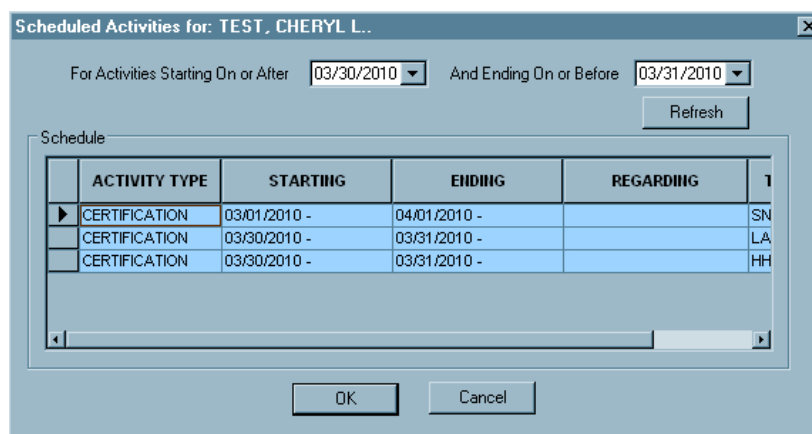 Scheduled Activities for: TEST, CHERYL L..
For Activities Starting On or After 03/30/2010 And Ending On or Before 03/31/2010
Refresh
Schedule
ACTIVITY TYPE STARTING ENDING REGARDING T
CERTIFICATION 03/01/2010 - 04/01/2010 - SN
CERTIFICATION 03/30/2010 - 03/31/2010 - LA
CERTIFICATION 03/30/2010 - 03/31/2010 - HH
OK Cancel